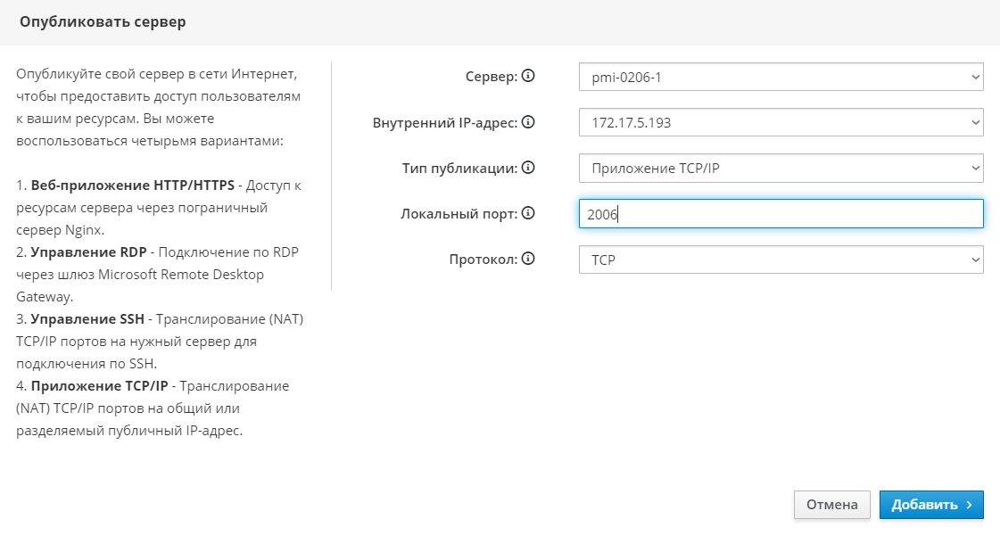 Опубликовать сервер
Опубликуйте свой сервер в сети Интернет,
чтобы предоставить доступ пользователям
к вашим ресурсам. Вы можете
воспользоваться четырьмя вариантами:
1. Веб-приложение HTTP/HTTPS - Доступ к
ресурсам сервера через пограничный
сервер Nginx.
2. Управление RDP - Подключение по RDP
через шлюз Microsoft Remote Desktop
Gateway.
3. Управление SSH - Транслирование (NAT)
TCP/IP портов на нужный сервер для
подключения по SSH.
4. Приложение TCP/IP - Транслирование
(NAT) TCP/IP портов на общий или
разделяемый публичный IP-адрес.
Сервер: pmi-0206-1
Внутренний IP-адрес: 172.17.5.193
Тип публикации: Приложение TCP/IP
Локальный порт: 2006
Протокол: TCP
Отмена Добавить